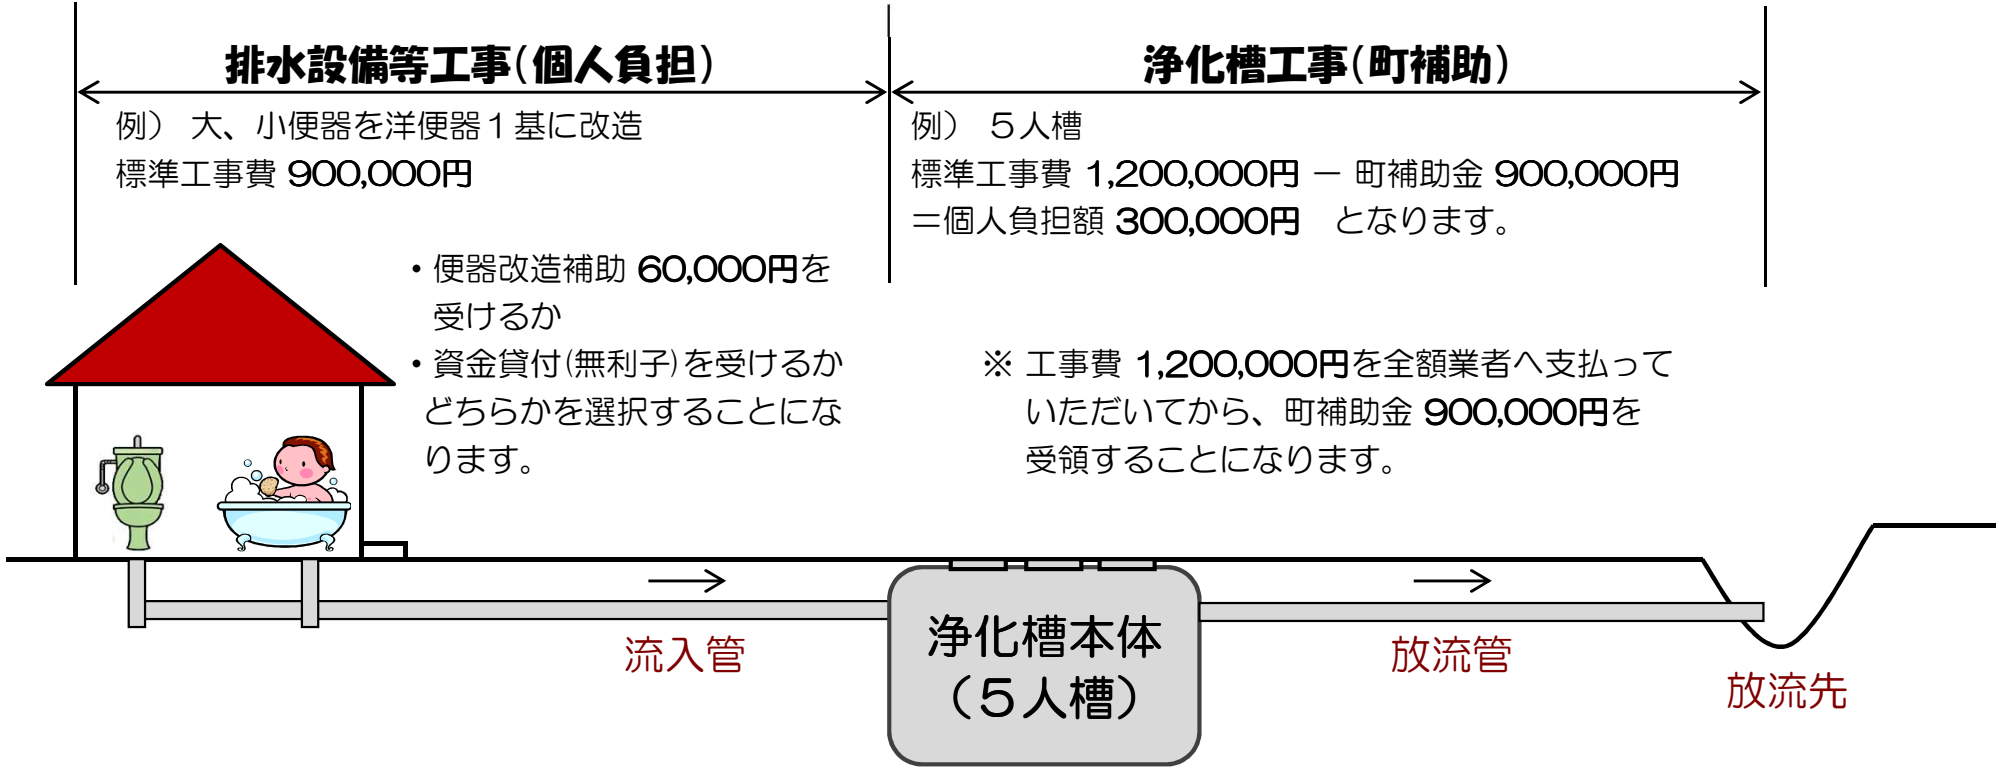 排水設備等工事(個人負担)
例） 大、小便器を洋便器１基に改造
標準工事費 900,000円
・便器改造補助 60,000円を
受けるか
・資金貸付(無利子)を受けるか
どちらかを選択することにな
ります。
浄化槽工事(町補助)
例） ５人槽
標準工事費 1,200,000円 － 町補助金 900,000円
＝個人負担額 300,000円　となります。
※ 工事費 1,200,000円を全額業者へ支払って
いただいてから、町補助金 900,000円を
受領することになります。
流入管
浄化槽本体
（５人槽）
放流管
放流先